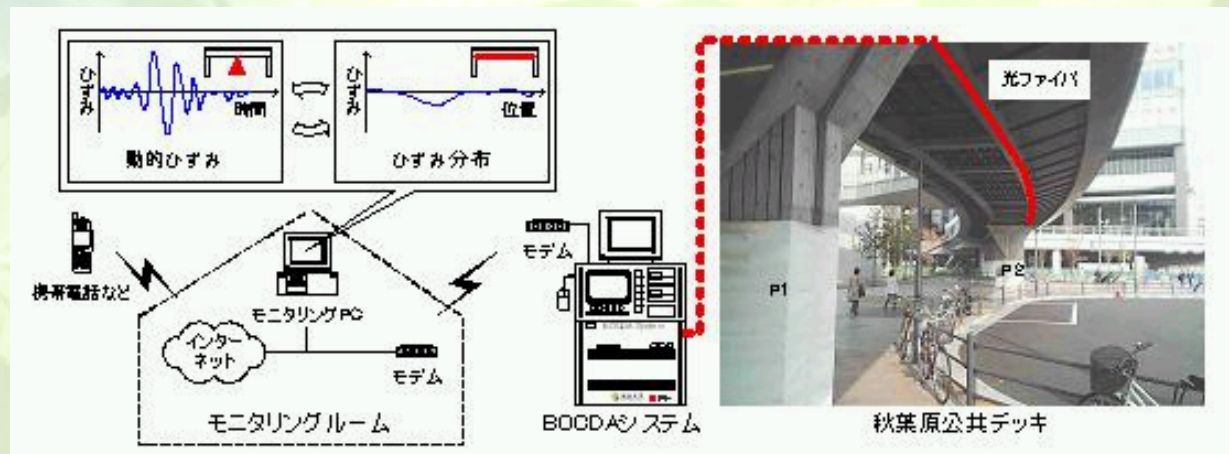 ひずみ
時間
動的ひずみ
ひずみ
位置
ひずみ分布
光ファイバ
P1
P2
秋葉原公共デッキ
携帯電話など
モニタリングPC
インター
ネット
モデム
モニタリングルーム
モデム
BOCDAシステム